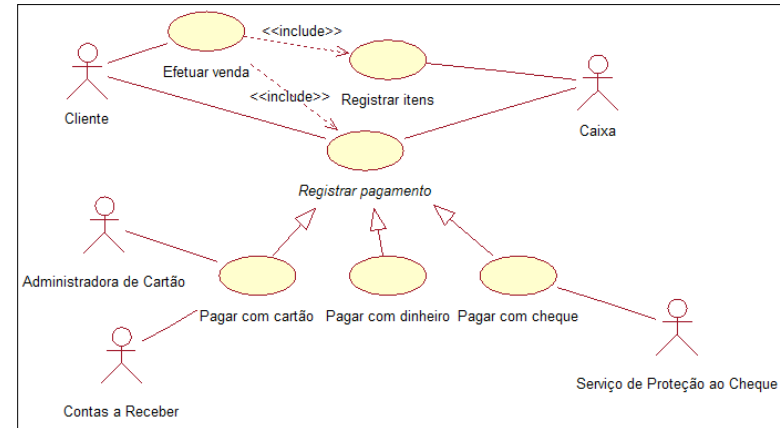 <<include>>
Efetuar venda
<<include>>
Registrar itens
Cliente
Caixa
Registrar pagamento
Administradora de Cartão
Pagar com cartão
Pagar com dinheiro
Pagar com cheque
Serviço de Proteção ao Cheque
Contas a Receber